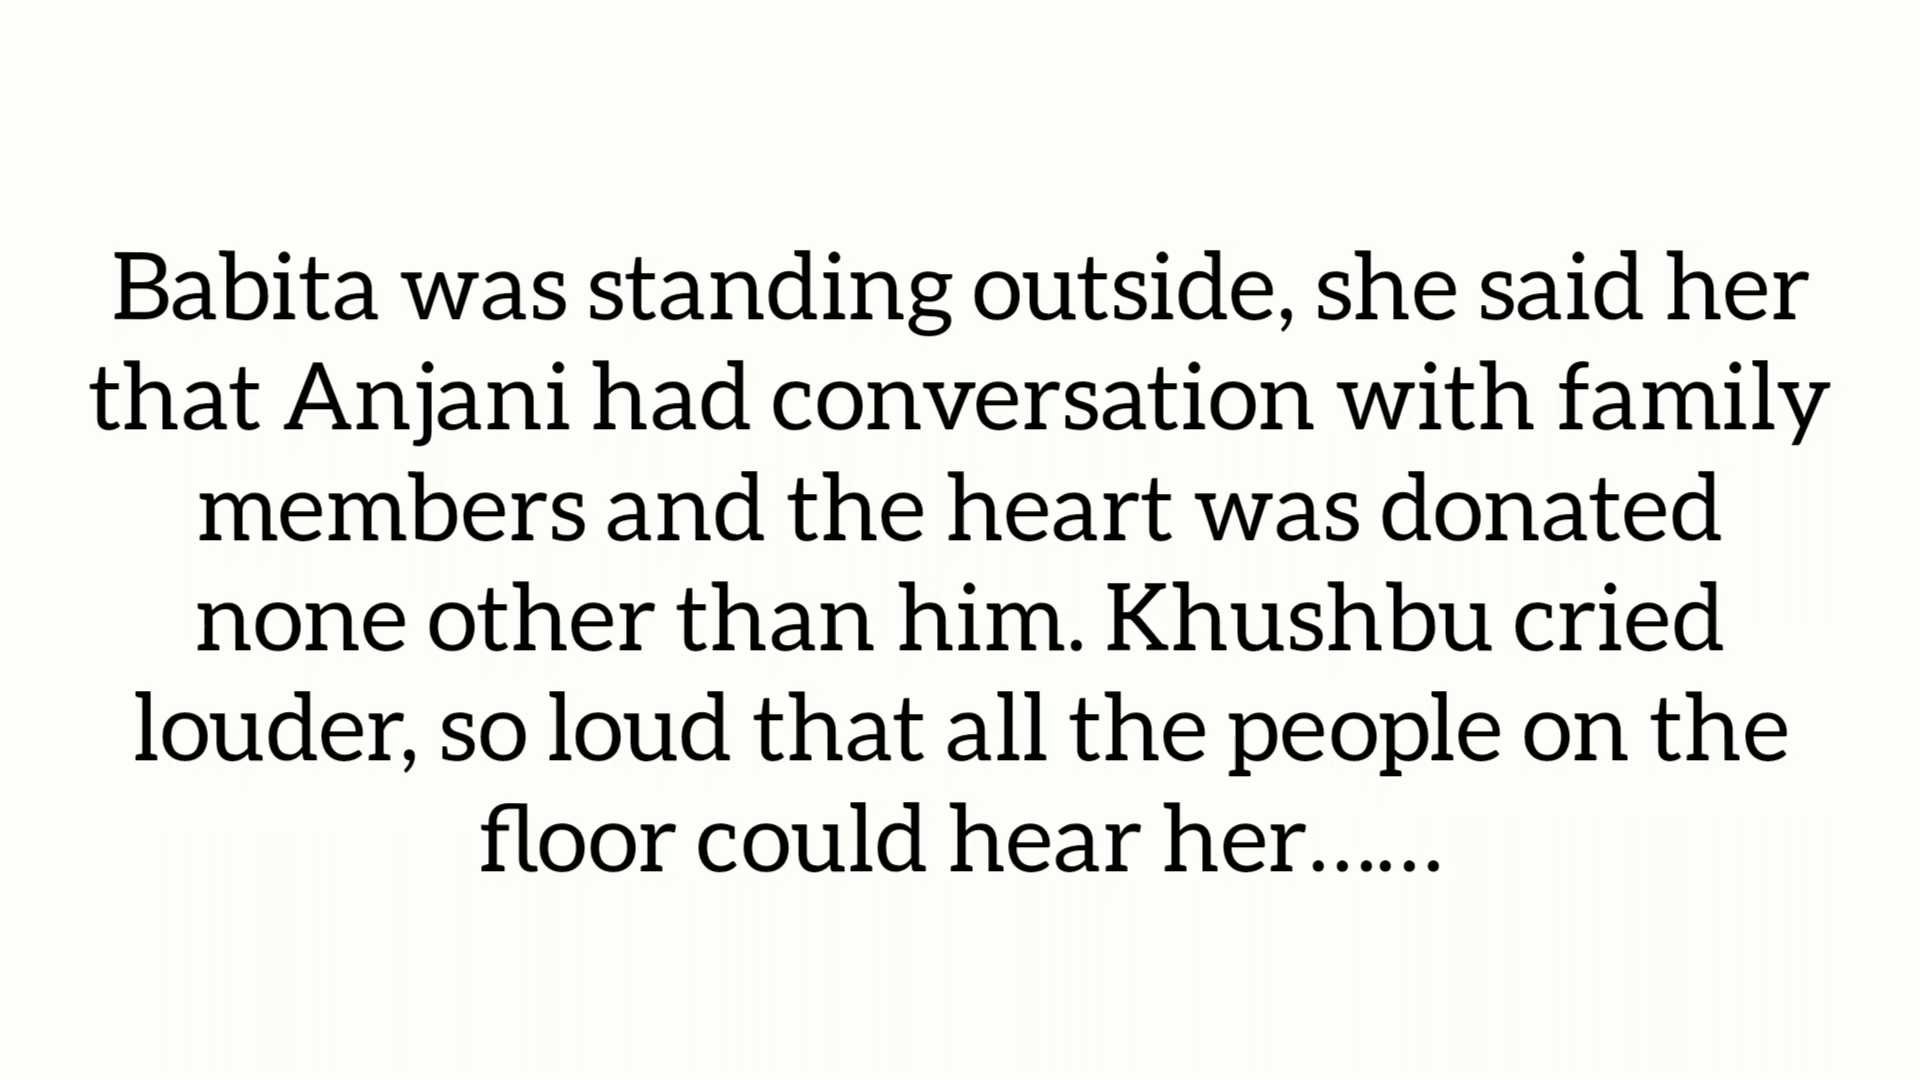 Babita was standing outside, she said her
that Anjani had conversation with family
members and the heart was donated
none other than him. Khushbu cried
louder, so loud that all the people on the
floor could hear her......